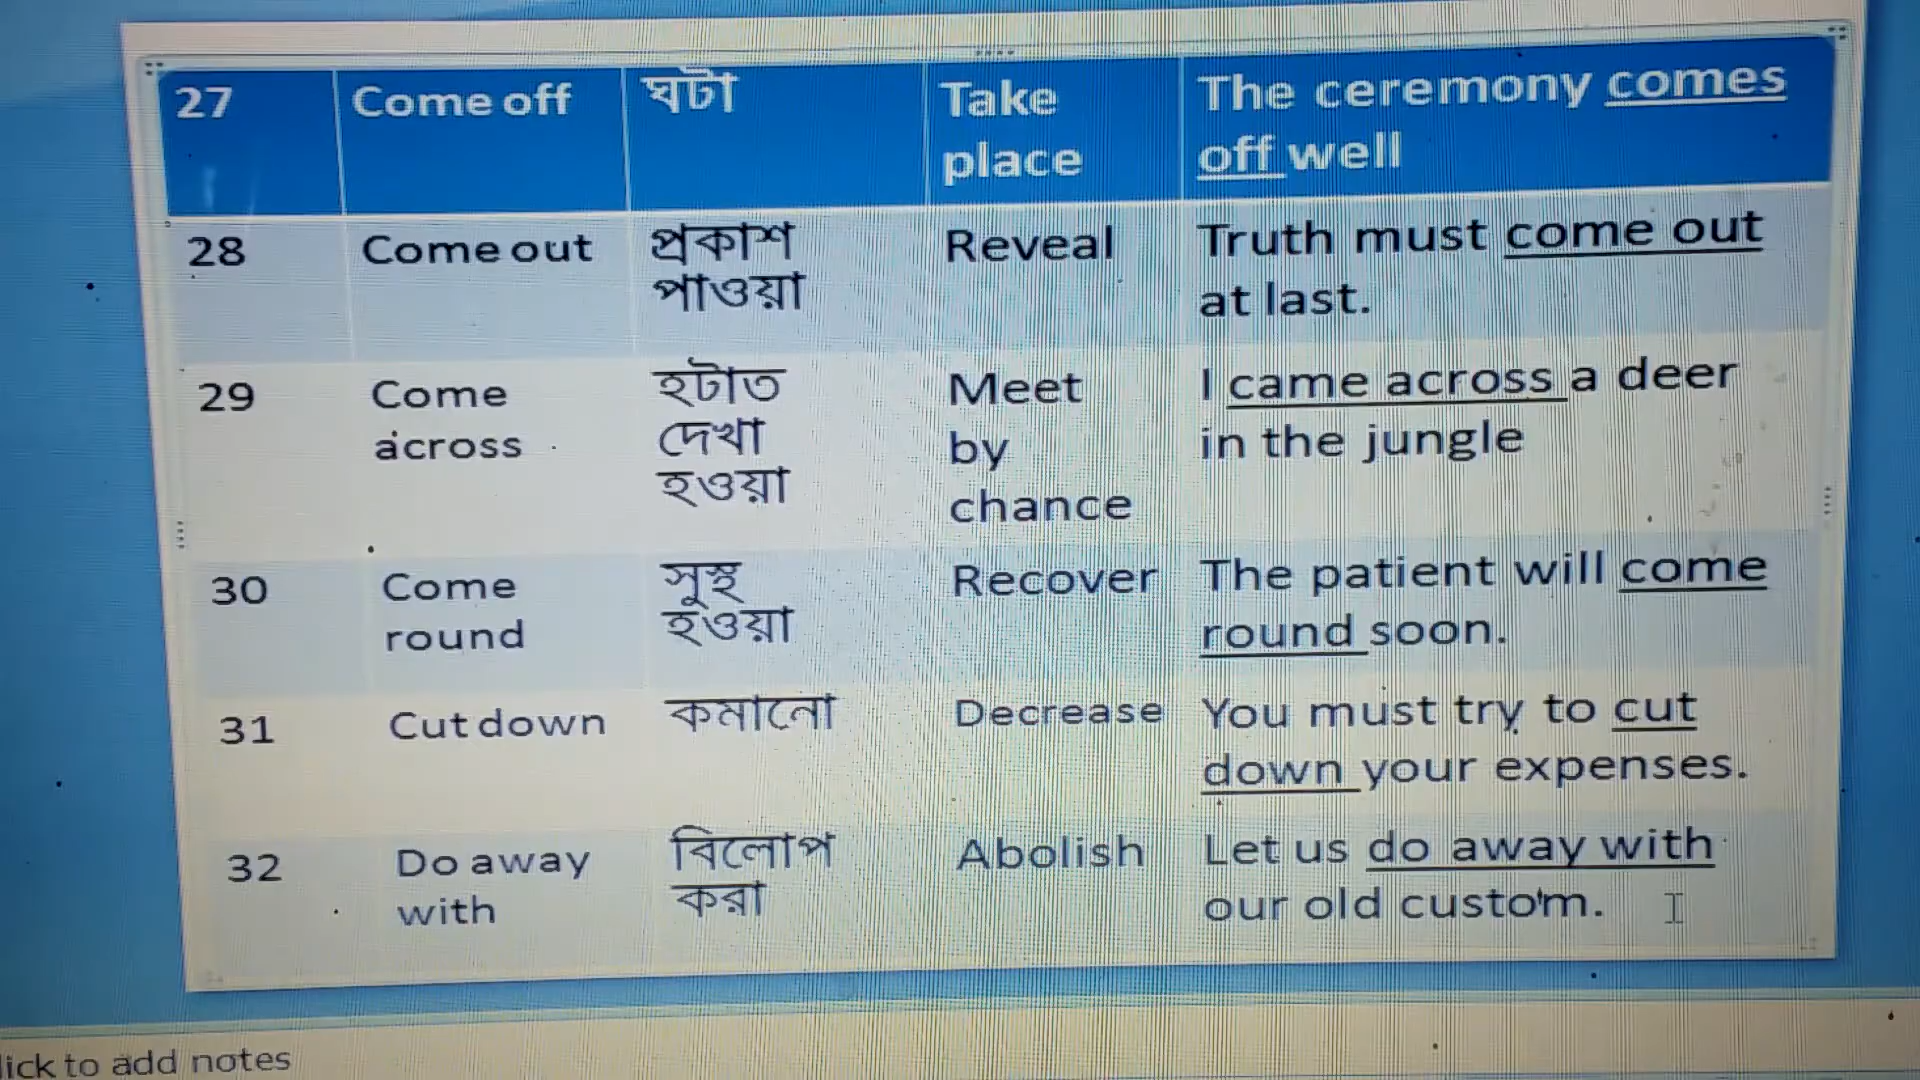 27 Come off ঘটা Take place The ceremony comes off well
28 Come out প্রকাশ পাওয়া Reveal Truth must come out at last.
29 Come across হটাত দেখা হওয়া Meet by chance I came across a deer in the jungle
30 Come round সুস্থ হওয়া Recover The patient will come round soon.
31 Cut down কমানো Decrease You must try to cut down your expenses.
32 Do away with বিলোপ করা Abolish Let us do away with our old custom.
lick to add notes